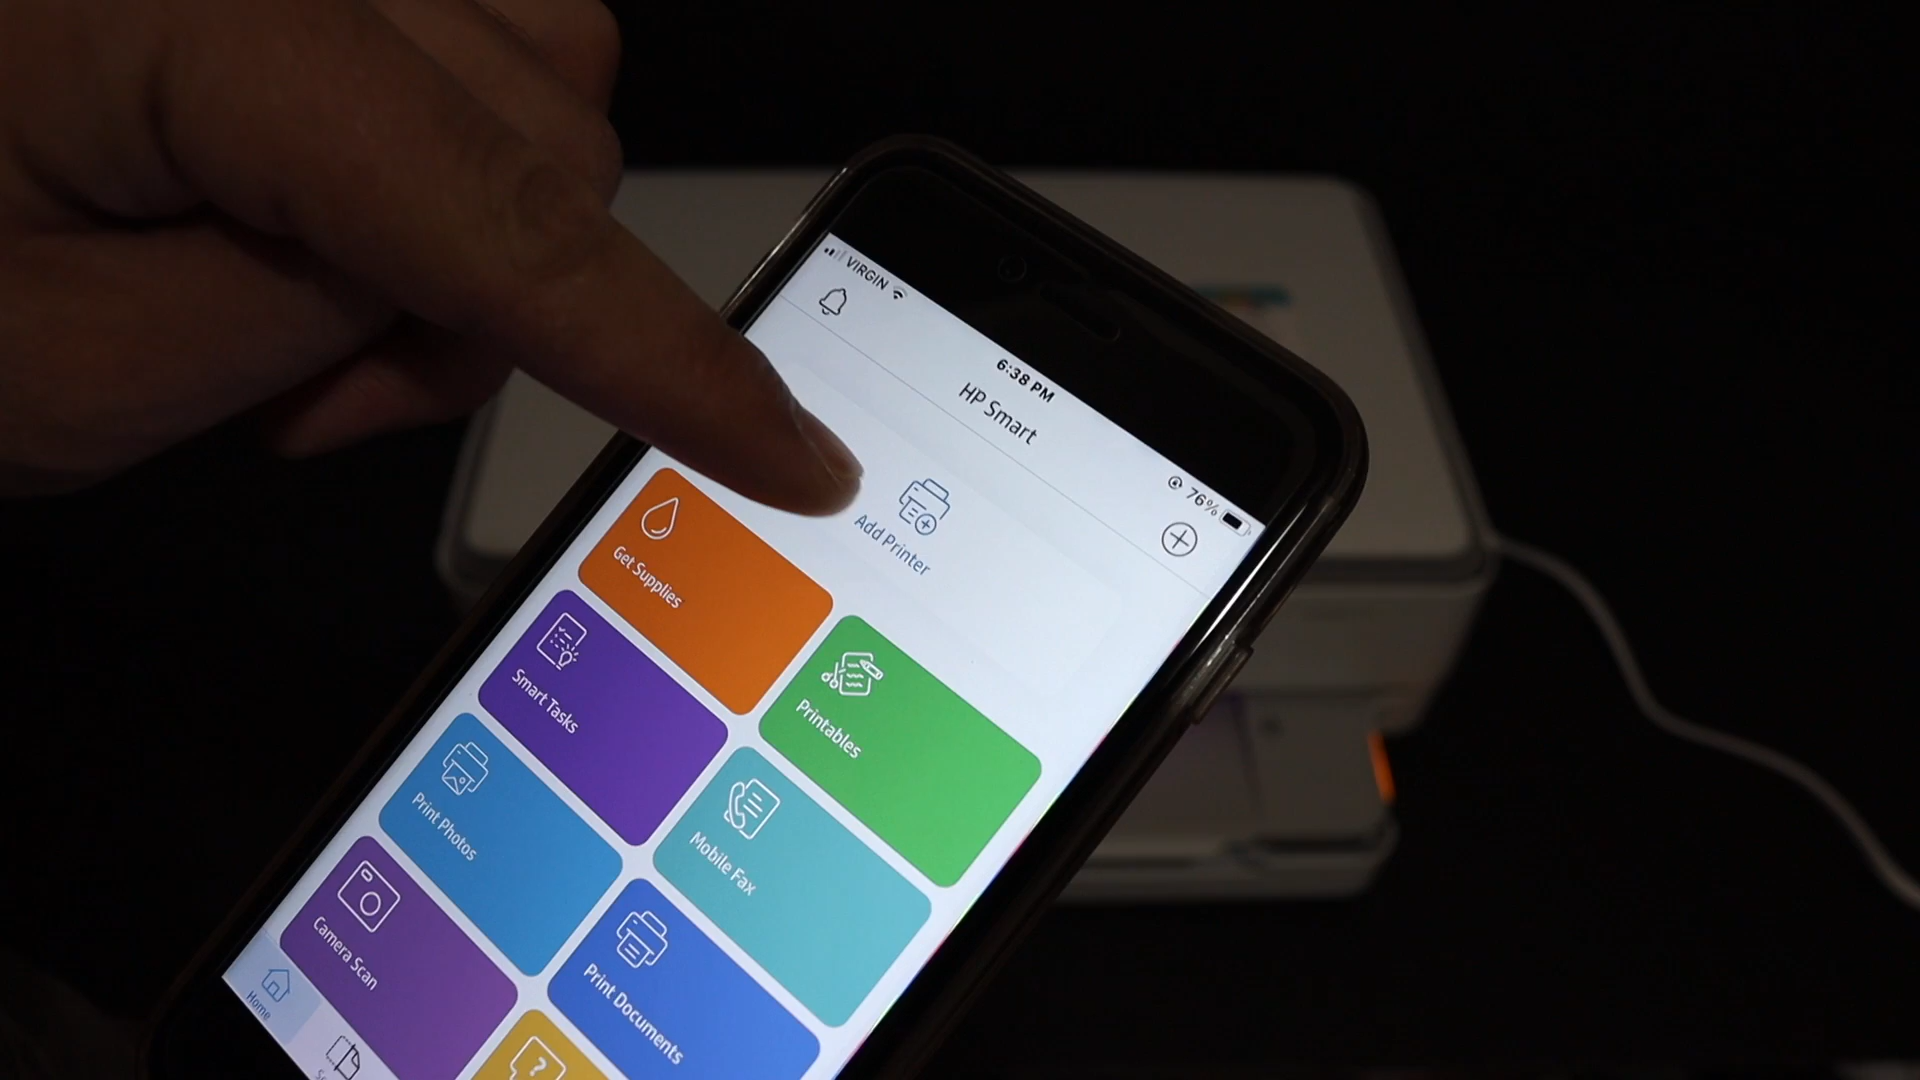 VIRGIN
6:38 PM
76%
HP Smart
Add Printer
Get Supplies
Printables
Smart Tasks
Mobile Fax
Print Photos
Print Documents
Camera Scan
?
Home